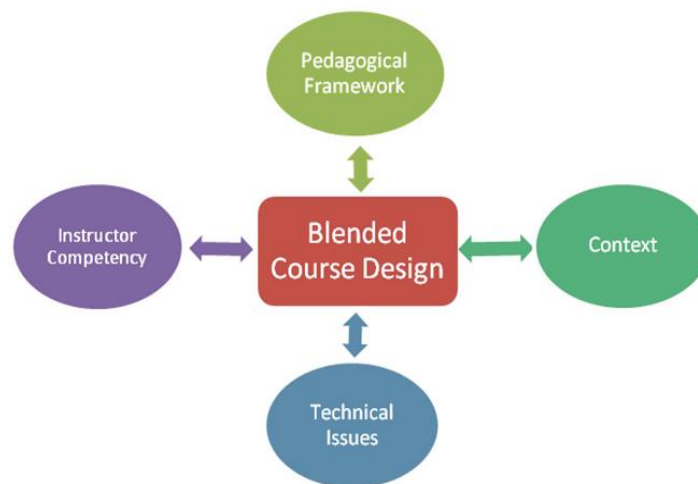 Pedagogical
Framework
Instructor
Competency
Blended
Course Design
Context
Technical
Issues